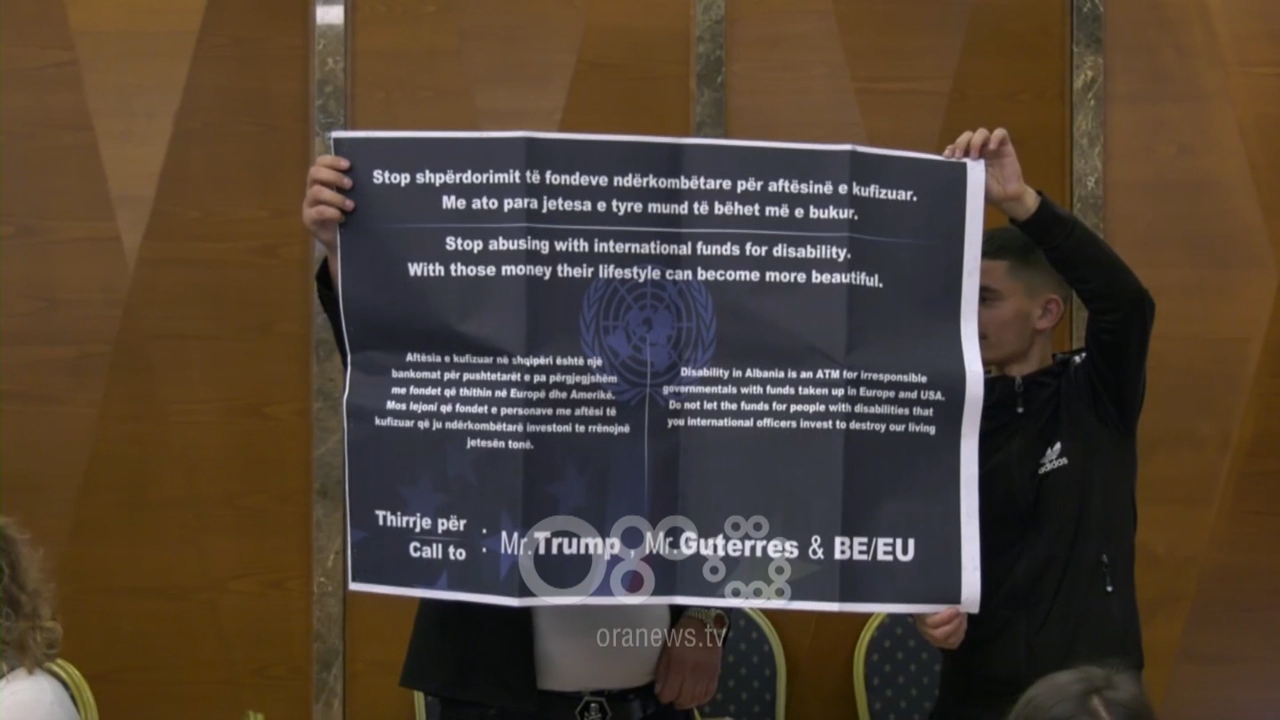 Stop shpërdorimit të fondeve ndërkombëtare për aftësinë e kufizuar.
Me ato para jetesa e tyre mund të bëhet më e bukur.
Stop abusing with international funds for disability.
With those money their lifestyle can become more beautiful.
Aftësia e kufizuar në shqipëri është një
bankomat për pushtetarët e pa përgjegjshëm
me fondet që thithin në Europë dhe Amerikë.
Mos lejoni që fondet e personave me aftësi të
kufizuar që ju ndërkombëtarë investoni te rrënojnë
jetesën tonë.
Disability in Albania is an ATM for irresponsible
governmentals with funds taken up in Europe and USA.
Do not let the funds for people with disabilities that
you international officers invest to destroy our living
Thirrje për
Call to : Mr.Trump, Mr.Guterres & BE/EU
adidas
oranews.tv